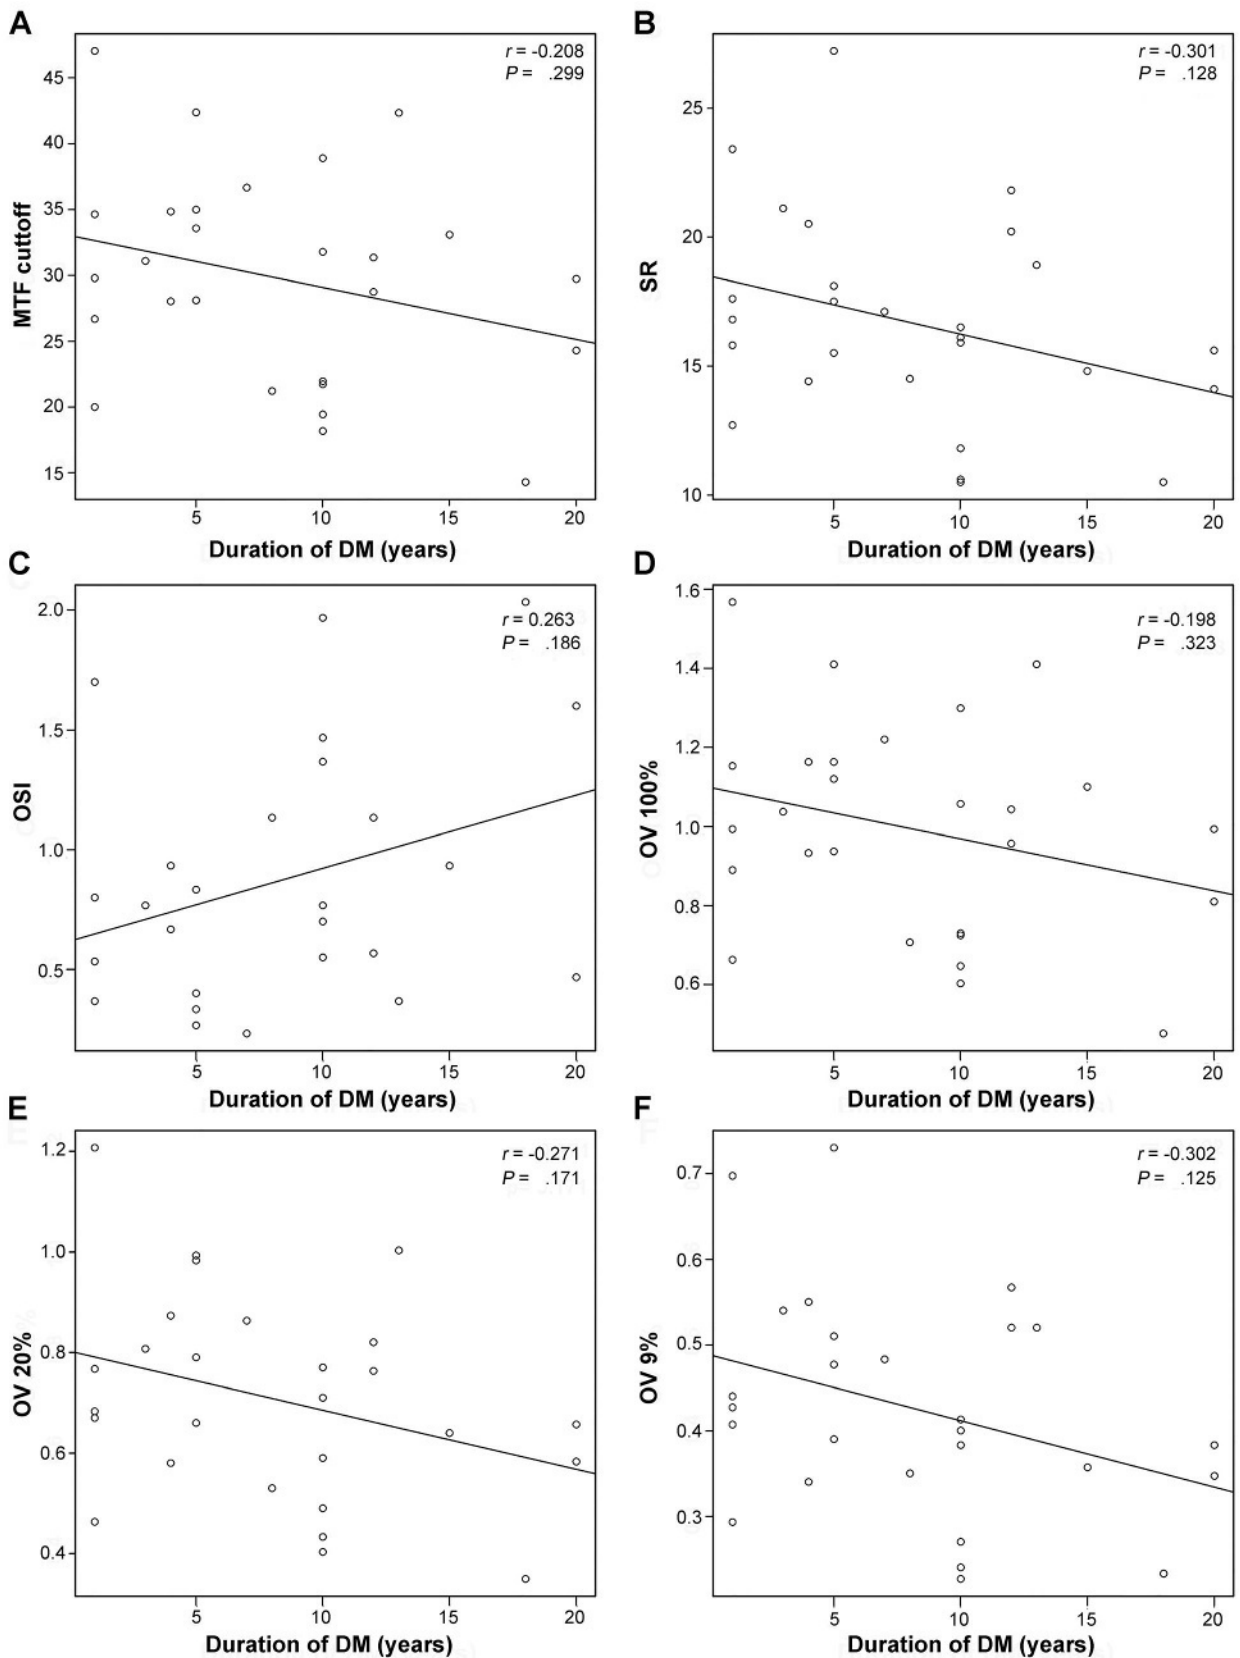 A
r = -0.208
P = .299
45
40
35
30
25
20
15
MTF cuttoff
5 10 15 20
Duration of DM (years)
B
r = -0.301
P = .128
25
20
15
10
SR
5 10 15 20
Duration of DM (years)
C
r = 0.263
P = .186
2.0
1.5
1.0
0.5
OSI
5 10 15 20
Duration of DM (years)
D
r = -0.198
P = .323
1.6
1.4
1.2
1.0
0.8
0.6
OV 100%
5 10 15 20
Duration of DM (years)
E
r = -0.271
P = .171
1.2
1.0
0.8
0.6
0.4
OV 20%
5 10 15 20
Duration of DM (years)
F
r = -0.302
P = .125
0.7
0.6
0.5
0.4
0.3
OV 9%
5 10 15 20
Duration of DM (years)